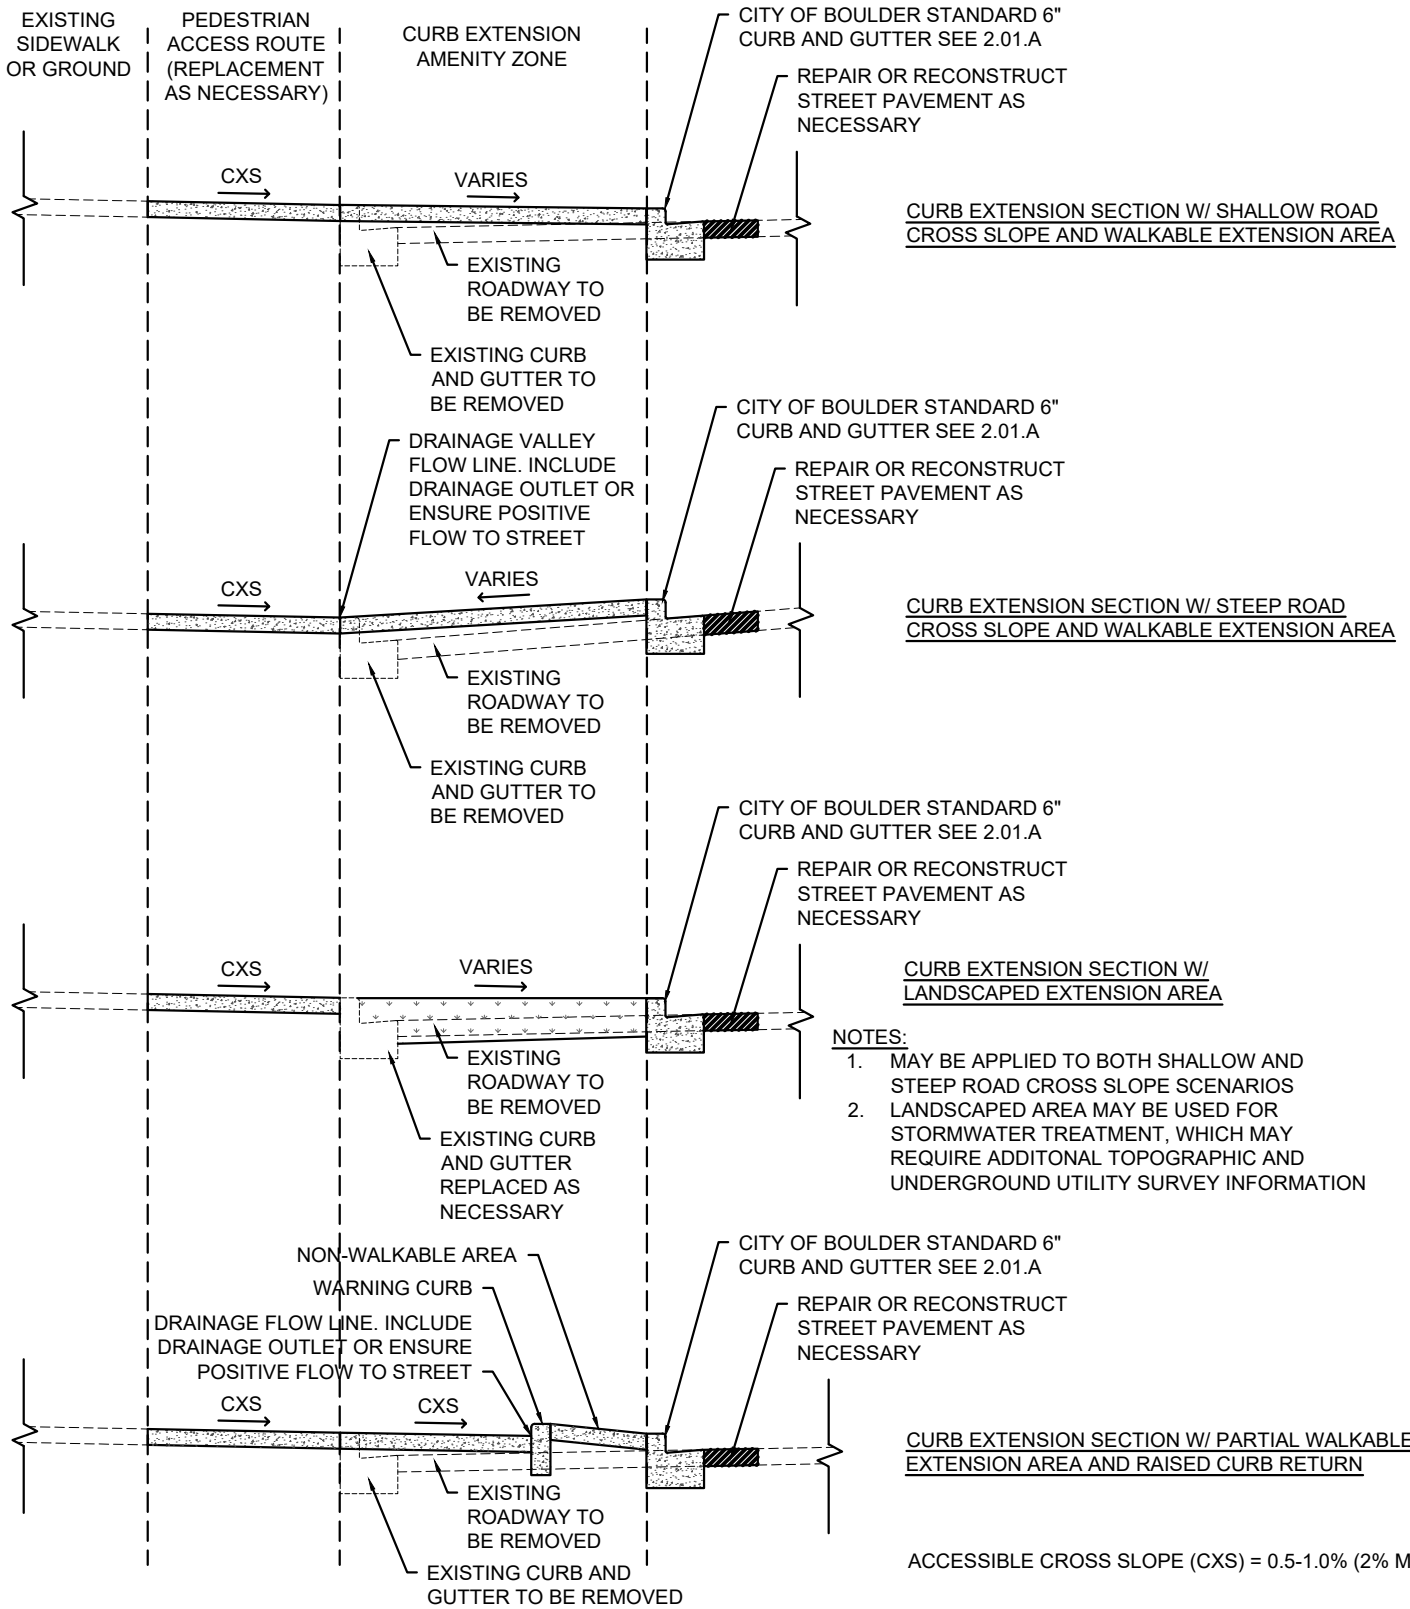 EXISTING
SIDEWALK
OR GROUND
PEDESTRIAN
ACCESS ROUTE
(REPLACEMENT
AS NECESSARY)
CURB EXTENSION
AMENITY ZONE
CITY OF BOULDER STANDARD 6"
CURB AND GUTTER SEE 2.01.A
REPAIR OR RECONSTRUCT
STREET PAVEMENT AS
NECESSARY
CXS
VARIES
CURB EXTENSION SECTION W/ SHALLOW ROAD
CROSS SLOPE AND WALKABLE EXTENSION AREA
EXISTING
ROADWAY TO
BE REMOVED
EXISTING CURB
AND GUTTER TO
BE REMOVED
CITY OF BOULDER STANDARD 6"
CURB AND GUTTER SEE 2.01.A
DRAINAGE VALLEY
FLOW LINE. INCLUDE
DRAINAGE OUTLET OR
ENSURE POSITIVE
FLOW TO STREET
REPAIR OR RECONSTRUCT
STREET PAVEMENT AS
NECESSARY
CXS
VARIES
CURB EXTENSION SECTION W/ STEEP ROAD
CROSS SLOPE AND WALKABLE EXTENSION AREA
EXISTING
ROADWAY TO
BE REMOVED
EXISTING CURB
AND GUTTER TO
BE REMOVED
CITY OF BOULDER STANDARD 6"
CURB AND GUTTER SEE 2.01.A
REPAIR OR RECONSTRUCT
STREET PAVEMENT AS
NECESSARY
CXS
VARIES
CURB EXTENSION SECTION W/
LANDSCAPED EXTENSION AREA
NOTES:
1. MAY BE APPLIED TO BOTH SHALLOW AND
STEEP ROAD CROSS SLOPE SCENARIOS
2. LANDSCAPED AREA MAY BE USED FOR
STORMWATER TREATMENT, WHICH MAY
REQUIRE ADDITONAL TOPOGRAPHIC AND
UNDERGROUND UTILITY SURVEY INFORMATION
EXISTING
ROADWAY TO
BE REMOVED
EXISTING CURB
AND GUTTER
REPLACED AS
NECESSARY
NON-WALKABLE AREA
WARNING CURB
DRAINAGE FLOW LINE. INCLUDE
DRAINAGE OUTLET OR ENSURE
POSITIVE FLOW TO STREET
CITY OF BOULDER STANDARD 6"
CURB AND GUTTER SEE 2.01.A
REPAIR OR RECONSTRUCT
STREET PAVEMENT AS
NECESSARY
CXS
CXS
CURB EXTENSION SECTION W/ PARTIAL WALKABLE
EXTENSION AREA AND RAISED CURB RETURN
EXISTING
ROADWAY TO
BE REMOVED
EXISTING CURB AND
GUTTER TO BE REMOVED
ACCESSIBLE CROSS SLOPE (CXS) = 0.5-1.0% (2% M